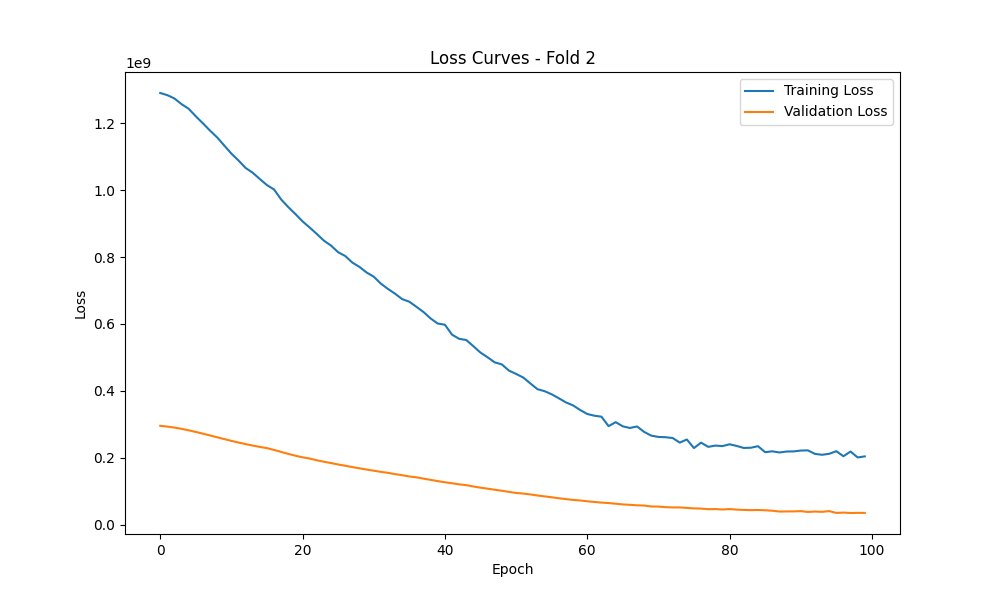 Loss Curves - Fold 2
1e9
Training Loss
Validation Loss
1.2
1.0
0.8
0.6
0.4
0.2
0.0
Loss
0 20 40 60 80 100
Epoch